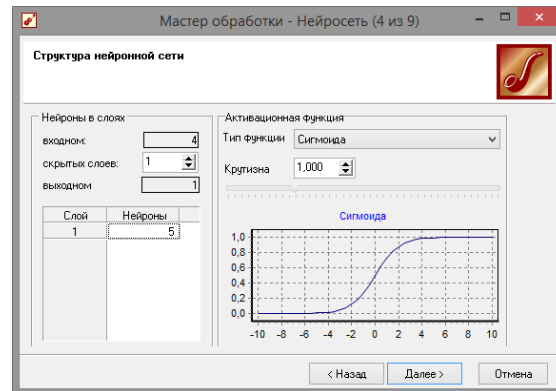 Мастер обработки - Нейросеть (4 из 9)
Структура нейронной сети
Нейроны в слоях
входном: 4
скрытых слоев: 1
выходном 1
Слой Нейроны
1 5
Активационная функция
Тип функции Сигмоида
Крутизна 1,000
Сигмоида
1,0
0,8
0,6
0,4
0,2
0,0
-10 -8 -6 -4 -2 0 2 4 6 8 10
< Назад Далее > Отмена